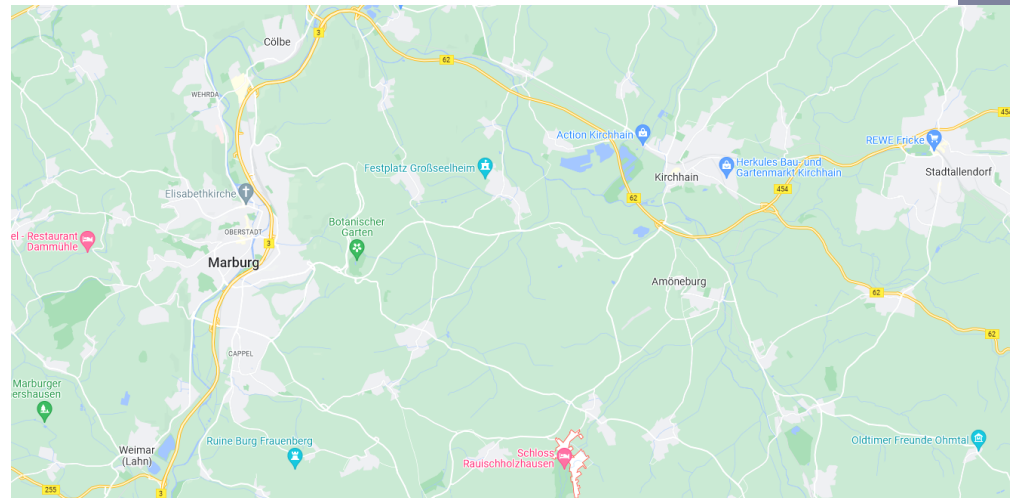 3
Cölbe
62
WEHRDA
454
Action Kirchhain
REWE Fricke
Festplatz Großseelheim
Herkules Bau- und
Gartenmarkt Kirchhain
Kirchhain
Stadtallendorf
Elisabethkirche
454
62
Botanischer
Garten
OBERSTADT
el - Restaurant
Dammühle
3
Marburg
Amöneburg
62
62
CAPPEL
Marburger
ershausen
Ruine Burg Frauenberg
Oldtimer Freunde Ohmtal
Weimar
(Lahn)
Schloss
Rauischholzhausen
255
3